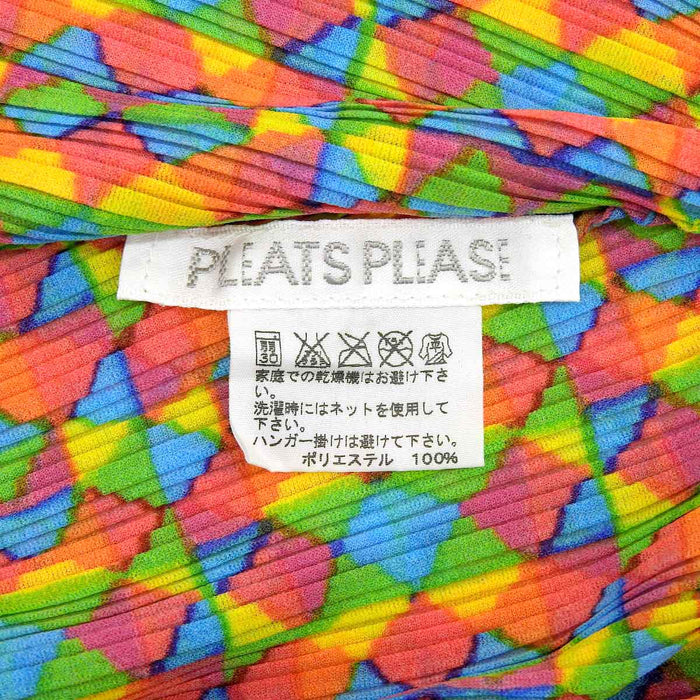 PLEATS PLEASE
弱
30
家庭での乾燥機はお避け下さ
い。
洗濯時にはネットを使用して
下さい。
ハンガー掛けは避けて下さい。
ポリエステル 100%